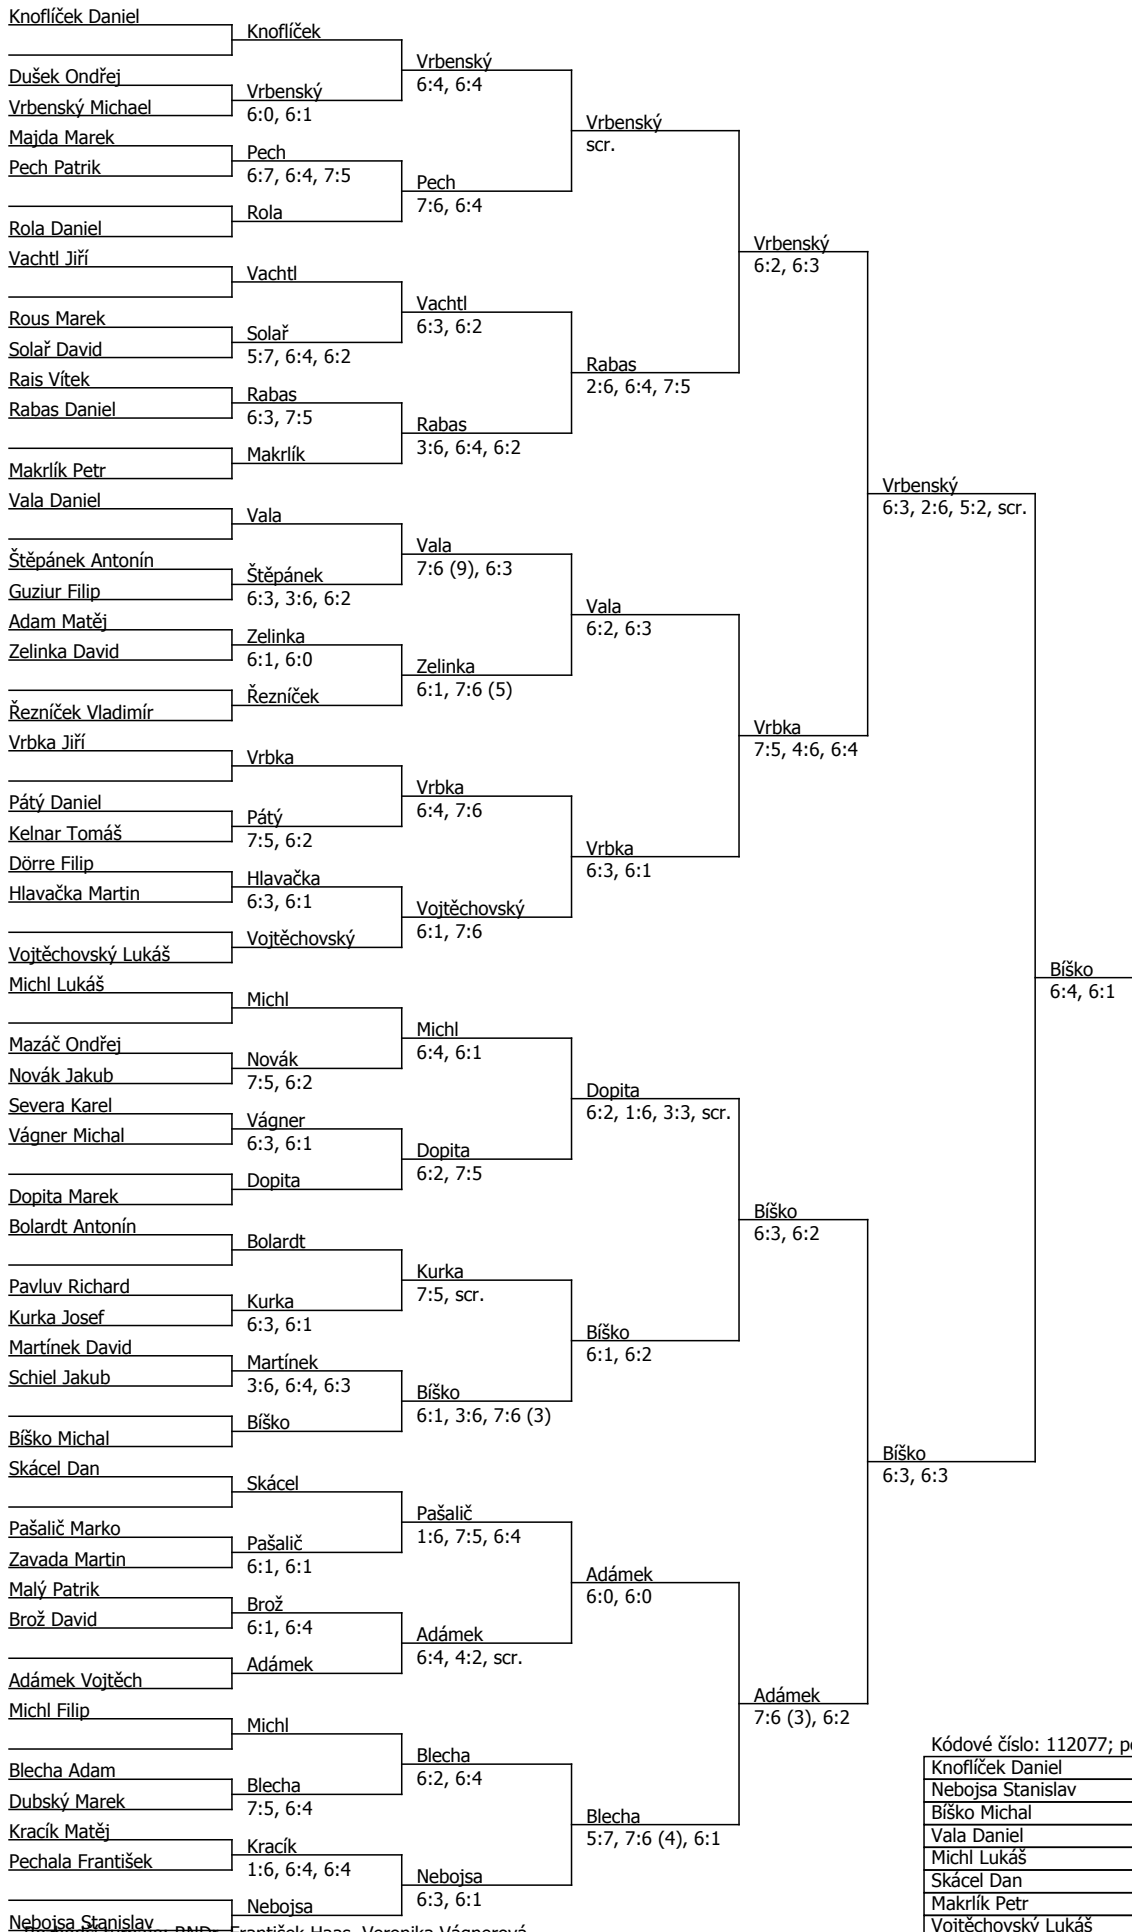 Knoflíček Daniel
Dušek Ondřej
Vrbenský Michael
Majda Marek
Pech Patrik
Rola Daniel
Vachtl Jiří
Rous Marek
Solař David
Rais Vítek
Rabas Daniel
Makrlík Petr
Vala Daniel
Štěpánek Antonín
Guziur Filip
Adam Matěj
Zelinka David
Řezníček Vladimír
Vrbka Jiří
Pátý Daniel
Kelnar Tomáš
Dörre Filip
Hlavačka Martin
Vojtěchovský Lukáš
Michl Lukáš
Mazáč Ondřej
Novák Jakub
Severa Karel
Vágner Michal
Dopita Marek
Bolardt Antonín
Pavluv Richard
Kurka Josef
Martínek David
Schiel Jakub
Bíško Michal
Skácel Dan
Pašalič Marko
Zavada Martin
Malý Patrik
Brož David
Adámek Vojtěch
Michl Filip
Blecha Adam
Dubský Marek
Kracík Matěj
Pechala František
Nebojsa Stanislav
Knoflíček
Vrbenský
6:0, 6:1
Pech
6:7, 6:4, 7:5
Rola
Vachtl
Solař
5:7, 6:4, 6:2
Rabas
6:3, 7:5
Makrlík
Vala
Štěpánek
6:3, 3:6, 6:2
Zelinka
6:1, 6:0
Řezníček
Vrbka
Pátý
7:5, 6:2
Hlavačka
6:3, 6:1
Vojtěchovský
Michl
Novák
7:5, 6:2
Vágner
6:3, 6:1
Dopita
Bolardt
Kurka
6:3, 6:1
Martínek
3:6, 6:4, 6:3
Bíško
Skácel
Pašalič
6:1, 6:1
Brož
6:1, 6:4
Adámek
Michl
Blecha
7:5, 6:4
Kracík
1:6, 6:4, 6:4
Nebojsa
Vrbenský
6:4, 6:4
Pech
7:6, 6:4
Vachtl
6:3, 6:2
Rabas
3:6, 6:4, 6:2
Vala
7:6 (9), 6:3
Zelinka
6:1, 7:6 (5)
Vrbka
6:4, 7:6
Vojtěchovský
6:1, 7:6
Michl
6:4, 6:1
Dopita
6:2, 7:5
Kurka
7:5, scr.
Bíško
6:1, 3:6, 7:6 (3)
Pašalič
1:6, 7:5, 6:4
Adámek
6:4, 4:2, scr.
Blecha
6:2, 6:4
Nebojsa
6:3, 6:1
Vrbenský
scr.
Rabas
2:6, 6:4, 7:5
Vala
6:2, 6:3
Vrbka
6:3, 6:1
Dopita
6:2, 1:6, 3:3, scr.
Bíško
6:1, 6:2
Adámek
6:0, 6:0
Blecha
5:7, 7:6 (4), 6:1
Vrbenský
6:2, 6:3
Vrbka
7:5, 4:6, 6:4
Bíško
6:3, 6:2
Adámek
7:6 (3), 6:2
Vrbenský
6:3, 2:6, 5:2, scr.
Bíško
6:3, 6:3
Bíško
6:4, 6:1
Kódové číslo: 112077;
Knoflíček Daniel
Nebojsa Stanislav
Bíško Michal
Vala Daniel
Michl Lukáš
Skácel Dan
Makrlík Petr
Vojtěchovský Lukáš
RNDr. František Haas, Veronika Vágnerová